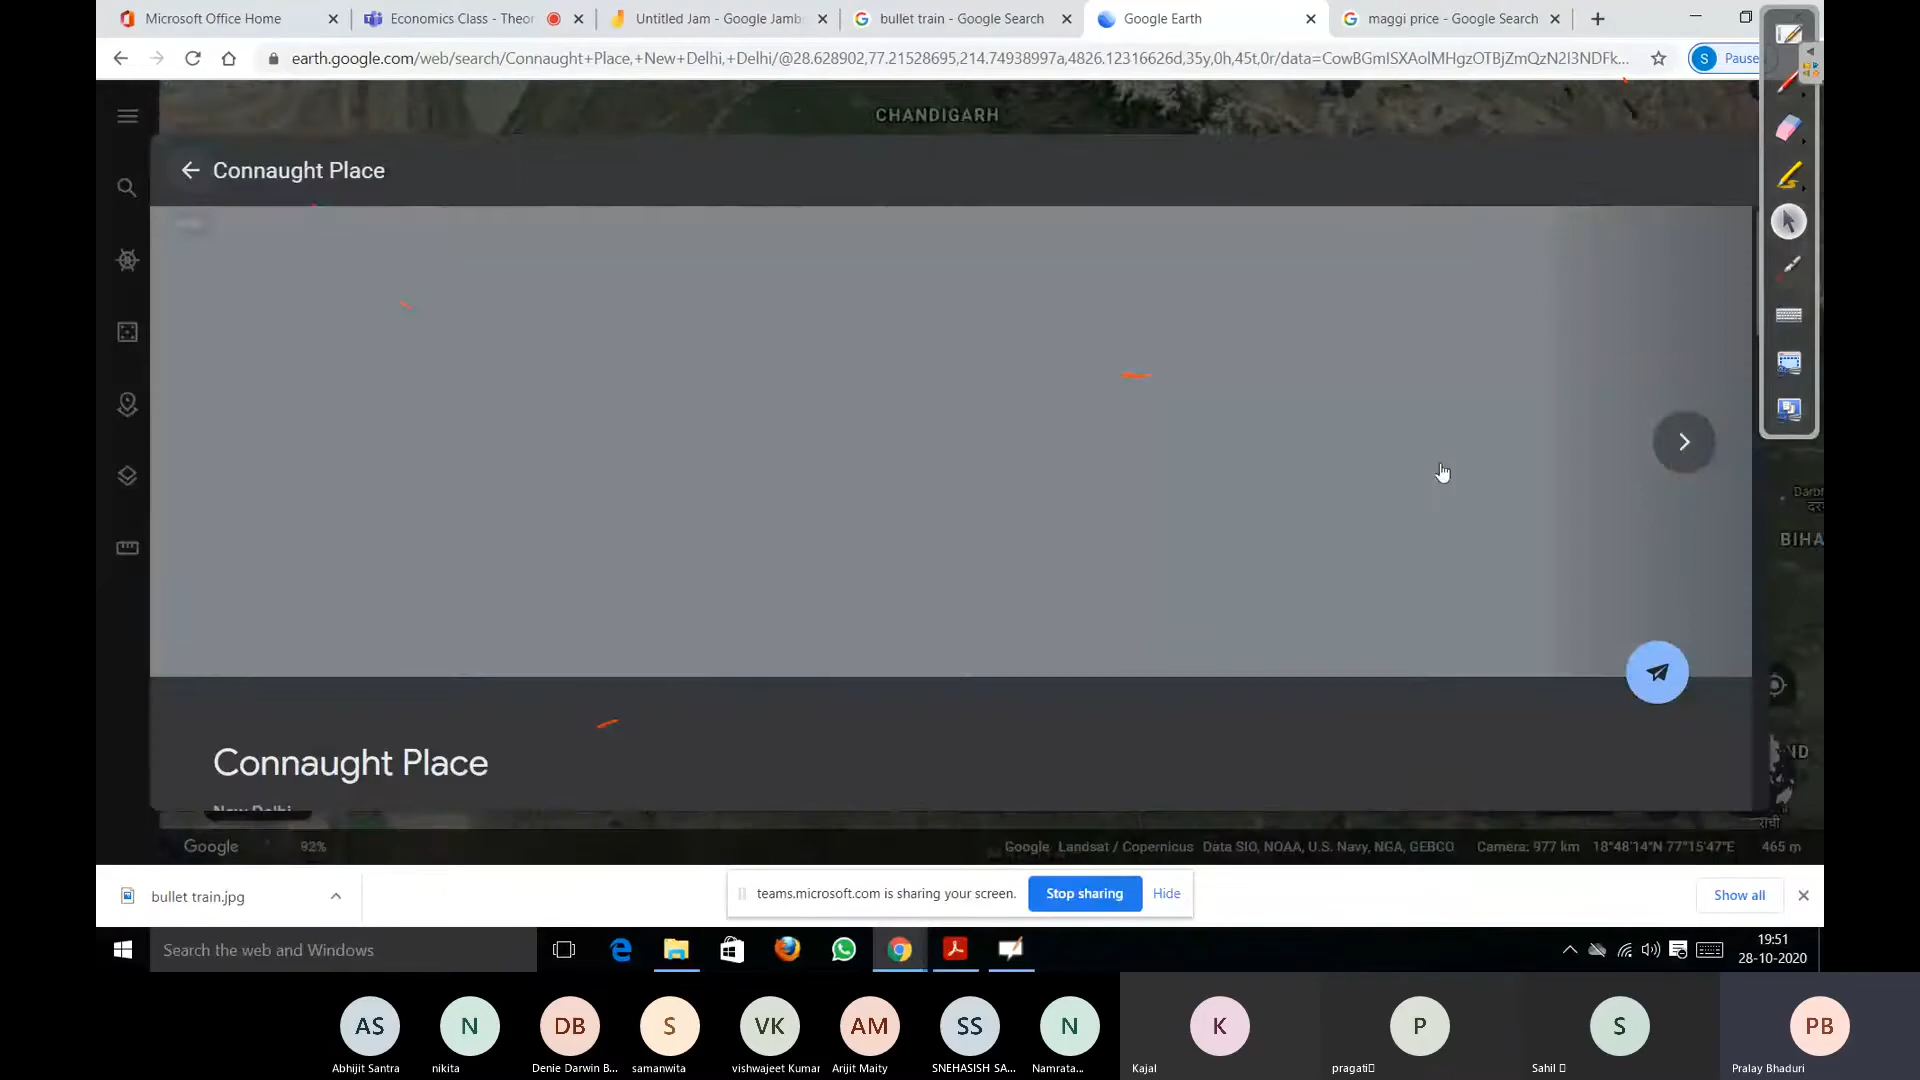 Microsoft Office Home
Economics Class - Theor
Untitled Jam - Google Jamb
bullet train - Google Search
Google Earth
maggi price - Google Search
earth.google.com/web/search/Connaught+Place,+New+Delhi,+Delhi/@28.628902,77.21528695,214.74938997a,4826.12316626d,35y,0h,45t,0r/data=CowBGmISXAolMHgzOTBjZmQzN2I3NDFk...
S
Pause
CHANDIGARH
Connaught Place
BIHA
Connaught Place
New Delhi
ND
राँची
Google
92%
Google Landsat / Copernicus Data SIO, NOAA, U.S. Navy, NGA, GEBCO
Camera: 977 km
18°48'14"N 77°15'47"E
465 m
bullet train.jpg
teams.microsoft.com is sharing your screen.
Stop sharing
Hide
Show all
Search the web and Windows
19:51
28-10-2020
AS
N
DB
S
VK
AM
SS
N
K
P
S
PB
Abhijit Santra
nikita
Denie Darwin B...
samanwita
vishwajeet Kumar
Arijit Maity
SNEHASISH SA...
Namrata...
Kajal
pragati
Sahil
Pralay Bhaduri